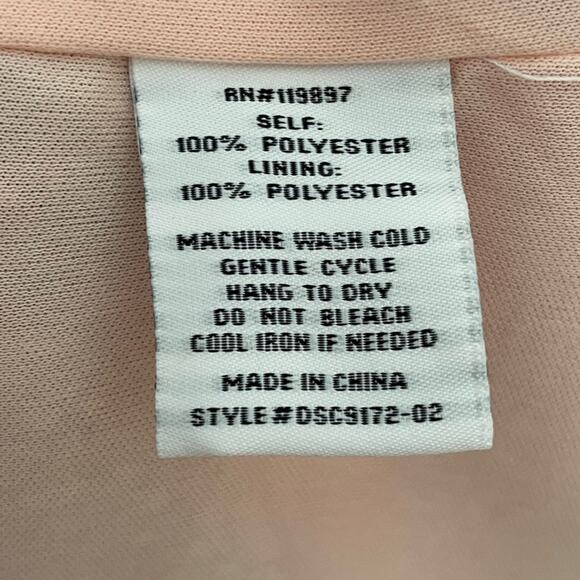 RN#119897
SELF:
100% POLYESTER
LINING:
100% POLYESTER
MACHINE WASH COLD
GENTLE CYCLE
HANG TO DRY
DO NOT BLEACH
COOL IRON IF NEEDED
MADE IN CHINA
STYLE#DSC9172-02